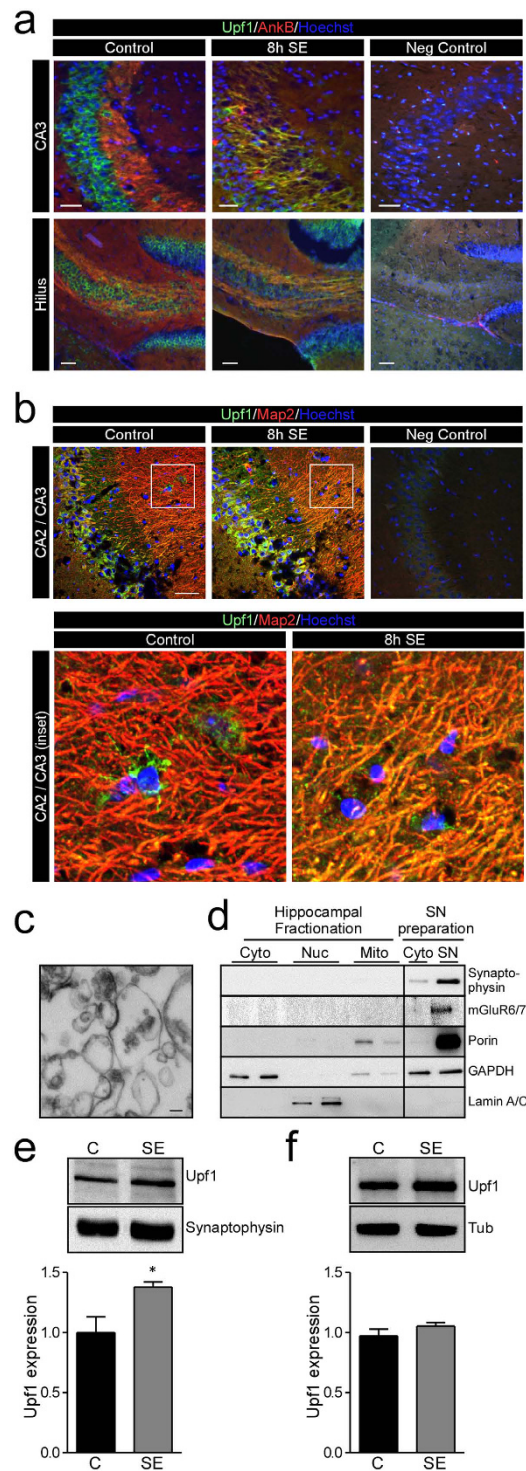 a
Upf1/AnkB/Hoechst
Control 8h SE Neg Control
CA3
Hilus
b
Upf1/Map2/Hoechst
Control 8h SE Neg Control
CA2 / CA3
Upf1/Map2/Hoechst
Control 8h SE
CA2 / CA3 (inset)
c
d
Hippocampal SN
Fractionation preparation
Cyto Nuc Mito Cyto SN
Synapto-
physin
mGluR6/7
Porin
GAPDH
Lamin A/C
e
C SE
Upf1
Synaptophysin
*
Upf1 expression
1.5
1.0
0.5
0.0
C SE
f
C SE
Upf1
Tub
Upf1 expression
1.5
1.0
0.5
0.0
C SE